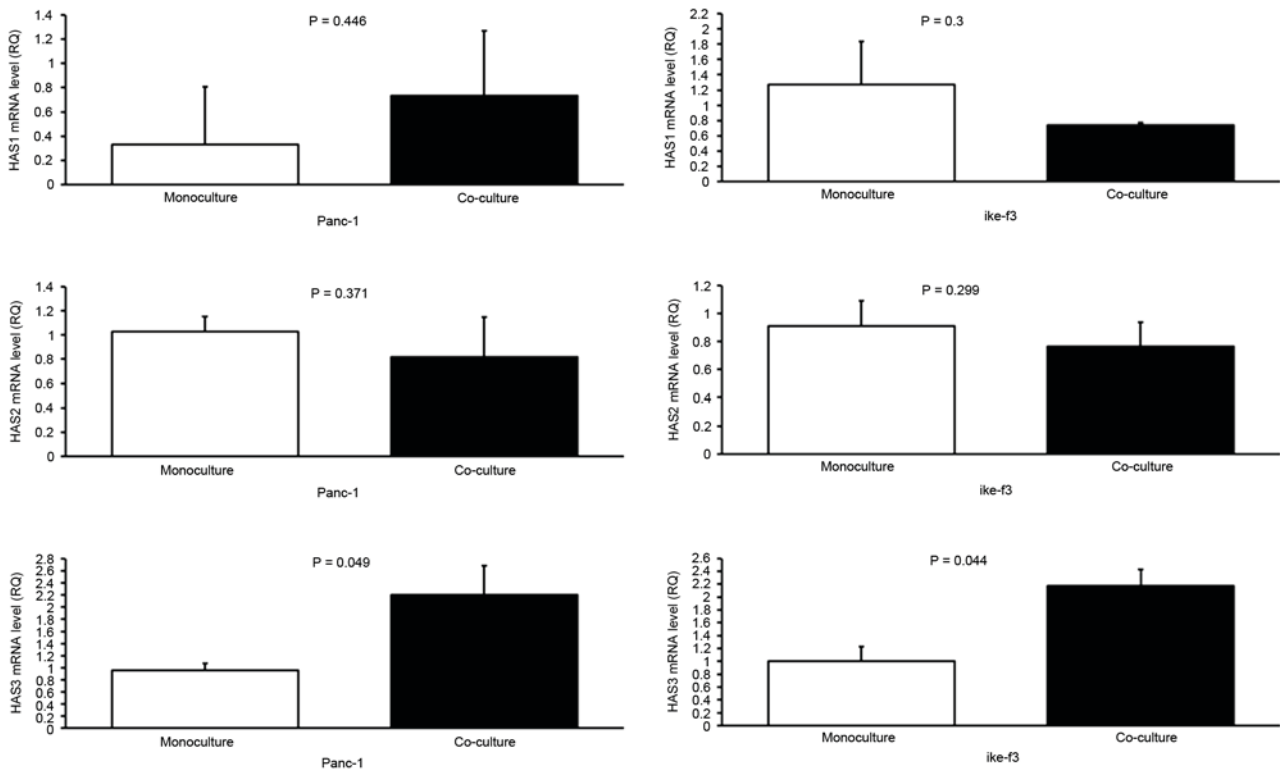 P = 0.446
HAS1 mRNA level (RQ)
1.4
1.2
1
0.8
0.6
0.4
0.2
0
Monoculture
Co-culture
Panc-1
P = 0.3
HAS1 mRNA level (RQ)
2.2
2
1.8
1.6
1.4
1.2
1
0.8
0.6
0.4
0.2
0
Monoculture
Co-culture
ike-f3
P = 0.371
HAS2 mRNA level (RQ)
1.4
1.2
1
0.8
0.6
0.4
0.2
0
Monoculture
Co-culture
Panc-1
P = 0.299
HAS2 mRNA level (RQ)
1.2
1
0.8
0.6
0.4
0.2
0
Monoculture
Co-culture
ike-f3
P = 0.049
HAS3 mRNA level (RQ)
2.8
2.6
2.4
2.2
2
1.8
1.6
1.4
1.2
1
0.8
0.6
0.4
0.2
0
Monoculture
Co-culture
Panc-1
P = 0.044
HAS3 mRNA level (RQ)
2.6
2.4
2.2
2
1.8
1.6
1.4
1.2
1
0.8
0.6
0.4
0.2
0
Monoculture
Co-culture
ike-f3